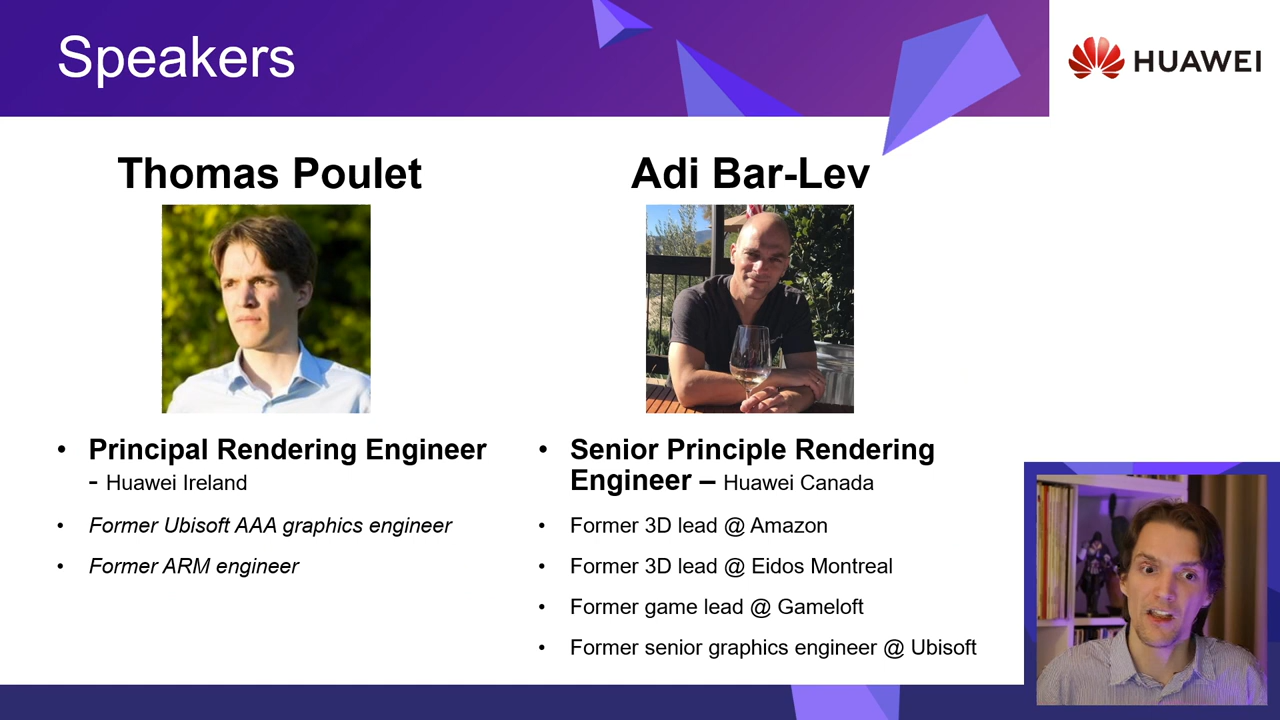 Speakers
HUAWEI
Thomas Poulet
Principal Rendering Engineer
- Huawei Ireland
Former Ubisoft AAA graphics engineer
Former ARM engineer
Adi Bar-Lev
Senior Principle Rendering
Engineer – Huawei Canada
Former 3D lead @ Amazon
Former 3D lead @ Eidos Montreal
Former game lead @ Gameloft
Former senior graphics engineer @ Ubisoft